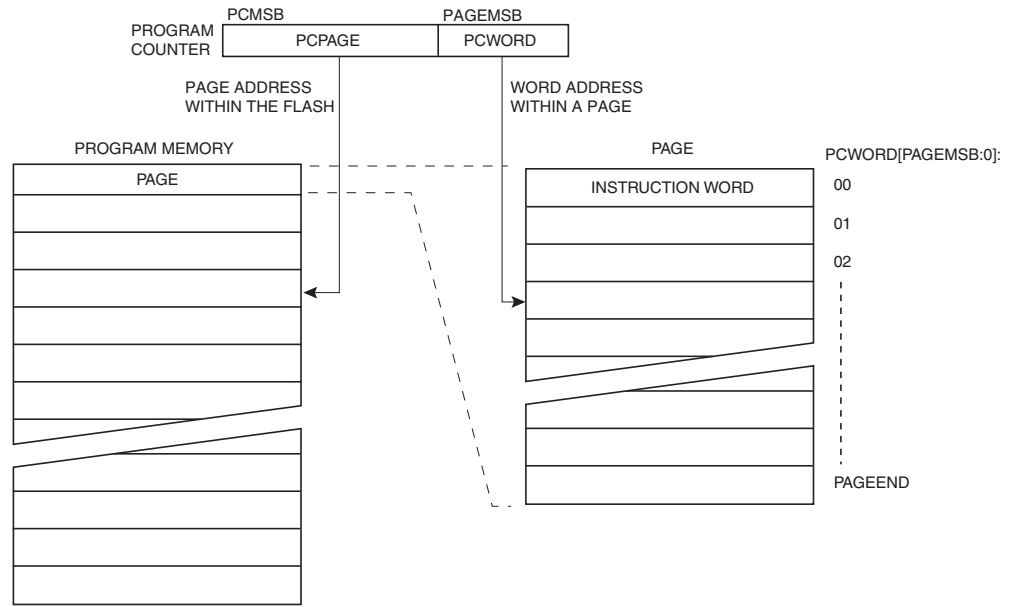 PCMSB PAGEMSB
PROGRAM
COUNTER
PCPAGE PCWORD
PAGE ADDRESS
WITHIN THE FLASH
WORD ADDRESS
WITHIN A PAGE
PROGRAM MEMORY
PAGE
PAGE
INSTRUCTION WORD
PCWORD[PAGEMSB:0]:
00
01
02
PAGEEND